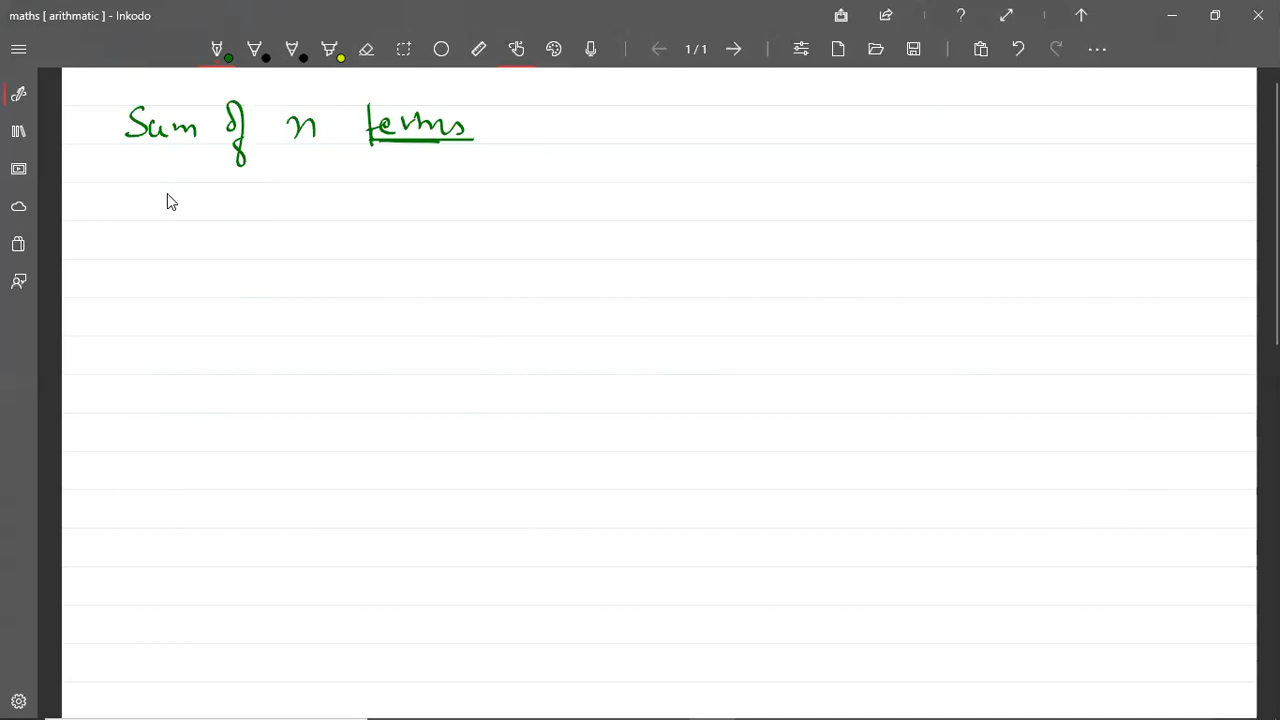 maths [ arithmatic ] - Inkodo
1/1
Sum of n terms